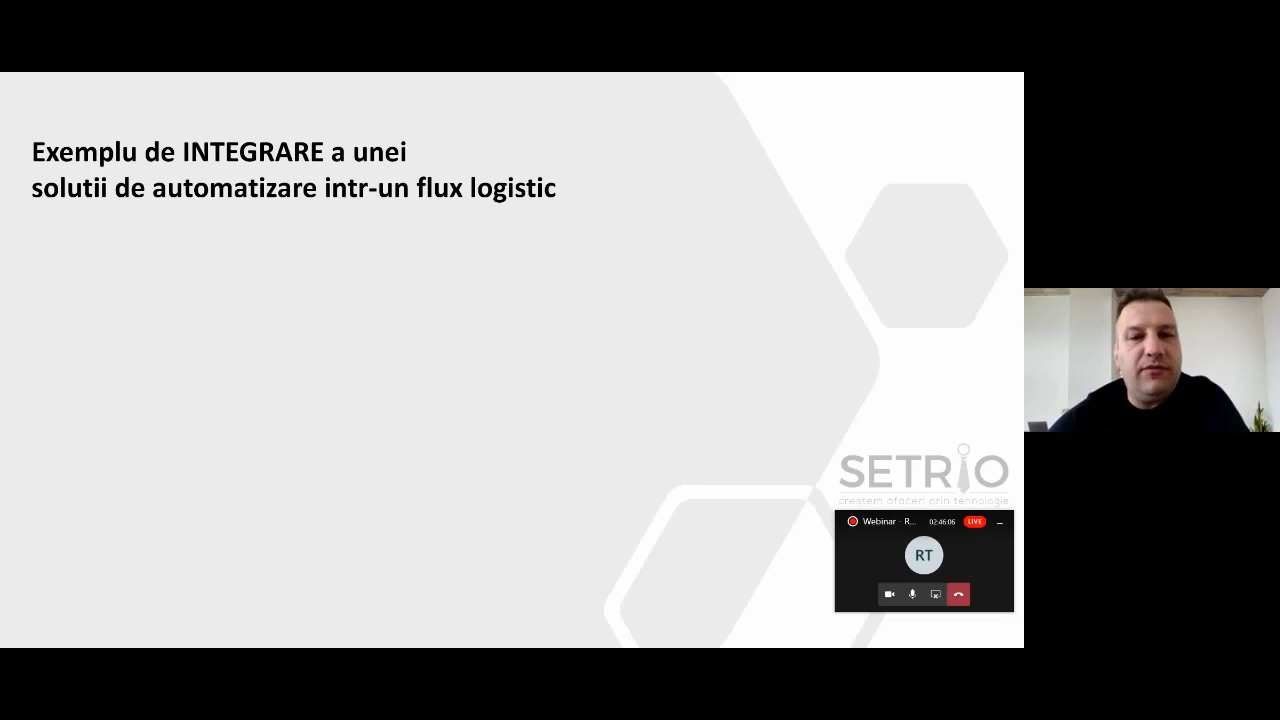 Exemplu de INTEGRARE a unei
solutii de automatizare intr-un flux logistic
SETRIO
crestem afaceri prin tehnologie
Webinar - R...
02:46:06
LIVE
RT